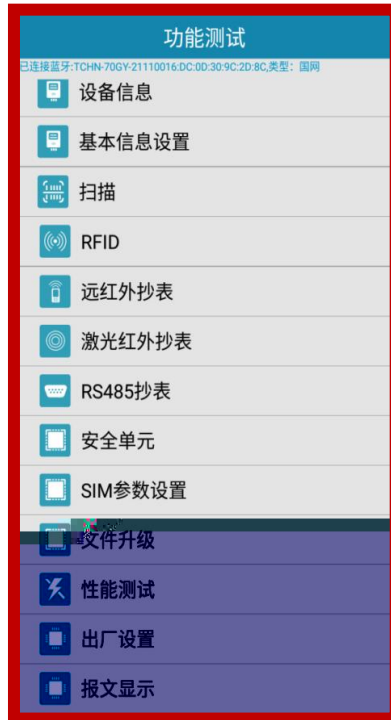 功能测试
已连接蓝牙:TCHN-70GY-21110016:DC:0D:30:9C:2D:8C,类型：国网
设备信息
基本信息设置
扫描
RFID
远红外抄表
激光红外抄表
RS485抄表
安全单元
SIM参数设置
文件升级
性能测试
出厂设置
报文显示